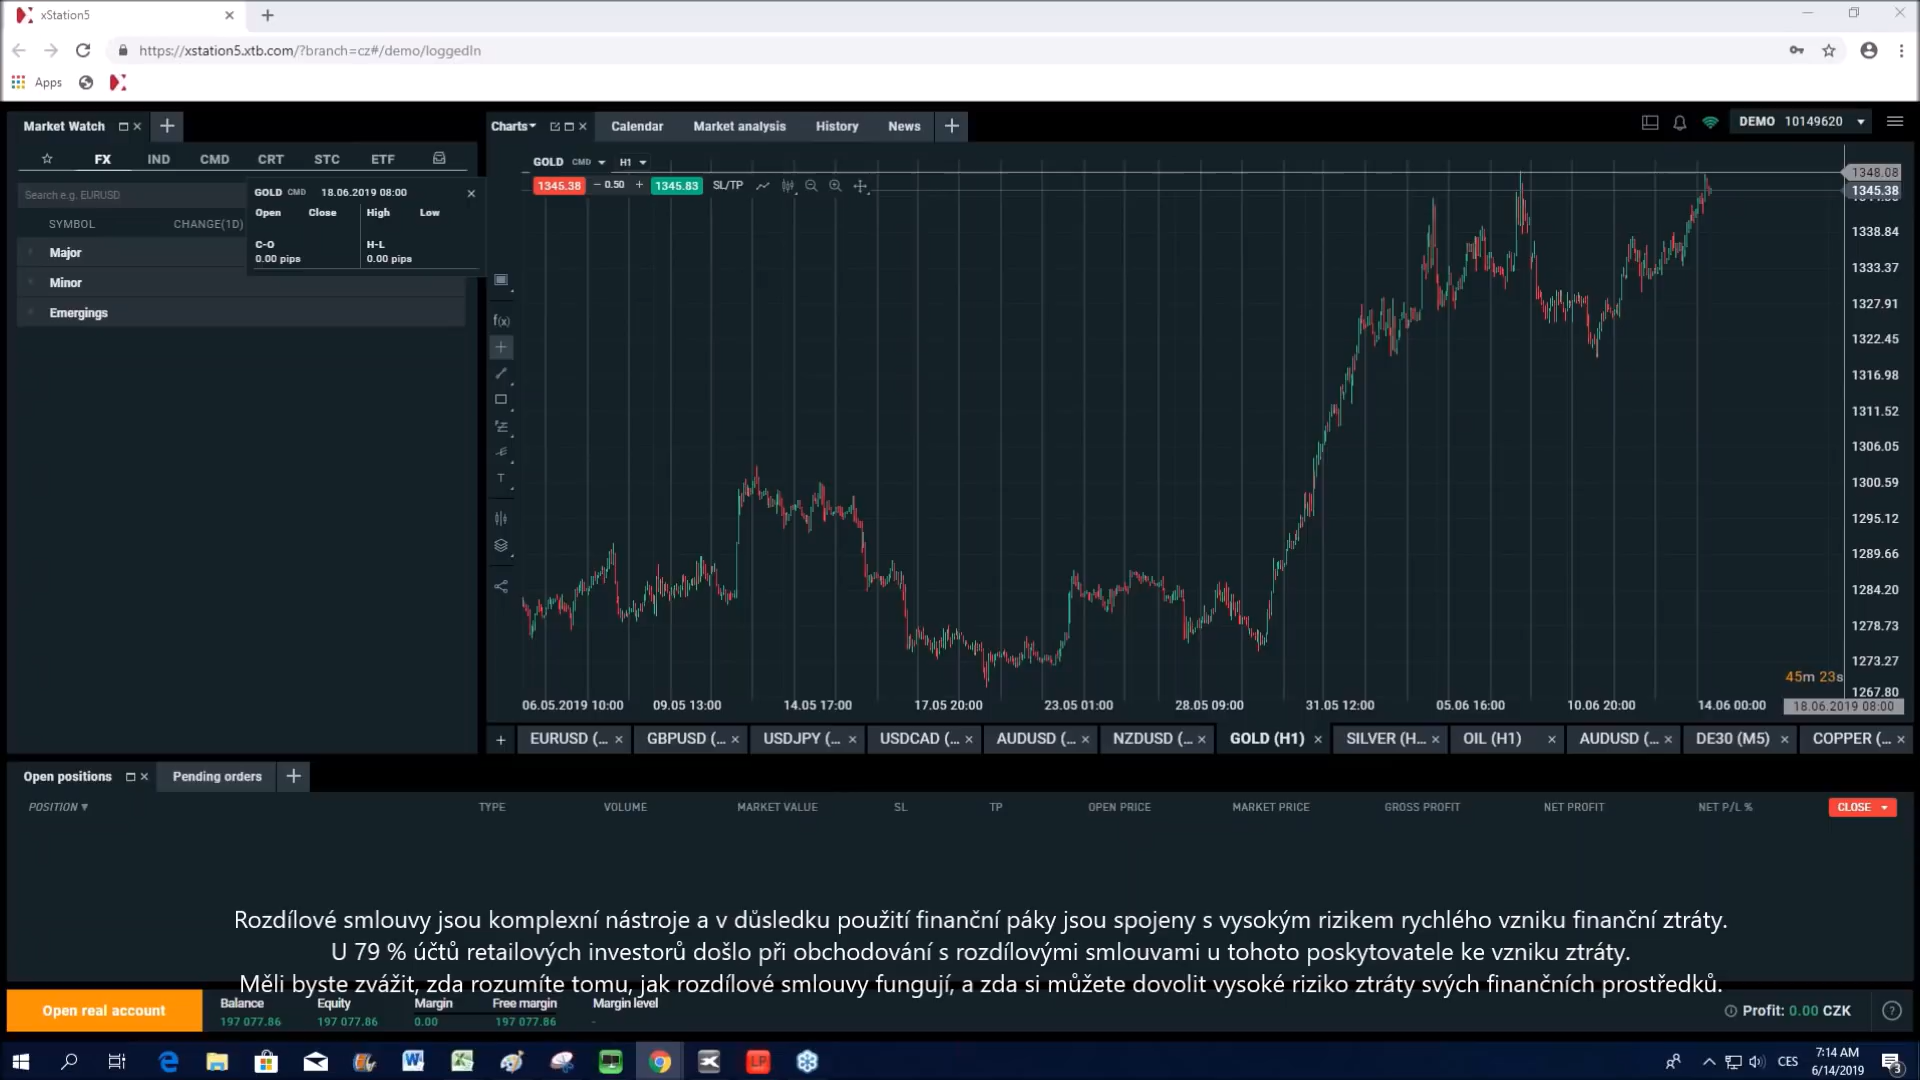 xStation5
https://xstation5.xtb.com/?branch=cz#/demo/loggedIn
Apps
Market Watch
Charts Calendar Market analysis History News
DEMO 10149620
FX IND CMD CRT STC ETF
Search e.g. EURUSD
SYMBOL CHANGE(1D)
Major
Minor
Emergings
GOLD CMD 18.06.2019 08:00
Open Close High Low
C-O H-L
0.00 pips 0.00 pips
GOLD CMD H1
1345.38 0.50 1345.83 SL/TP
f(x)
T
1348.08
1345.38
1338.84
1333.37
1327.91
1322.45
1316.98
1311.52
1306.05
1300.59
1295.12
1289.66
1284.20
1278.73
1273.27
1267.80
45m 23s
06.05.2019 10:00 09.05 13:00 14.05 17:00 17.05 20:00 23.05 01:00 28.05 09:00 31.05 12:00 05.06 16:00 10.06 20:00 14.06 00:00 18.06.2019 08:00
EURUSD (... GBPUSD (... USDJPY (... USDCAD (... AUDUSD (... NZDUSD (... GOLD (H1) SILVER (H... OIL (H1) AUDUSD (... DE30 (M5) COPPER (...
Open positions Pending orders
POSITION TYPE VOLUME MARKET VALUE SL TP OPEN PRICE MARKET PRICE GROSS PROFIT NET PROFIT NET P/L % CLOSE
Rozdílové smlouvy jsou komplexní nástroje a v důsledku použití finanční páky jsou spojeny s vysokým rizikem rychlého vzniku finanční ztráty.
U 79 % účtů retailových investorů došlo při obchodování s rozdílovými smlouvami u tohoto poskytovatele ke vzniku ztráty.
Měli byste zvážit, zda rozumíte tomu, jak rozdílové smlouvy fungují, a zda si můžete dovolit vysoké riziko ztráty svých finančních prostředků.
Open real account
Balance Equity Margin Free margin Margin level
197 077.86 197 077.86 0.00 197 077.86 -
Profit: 0.00 CZK
CES
7:14 AM
6/14/2019
3